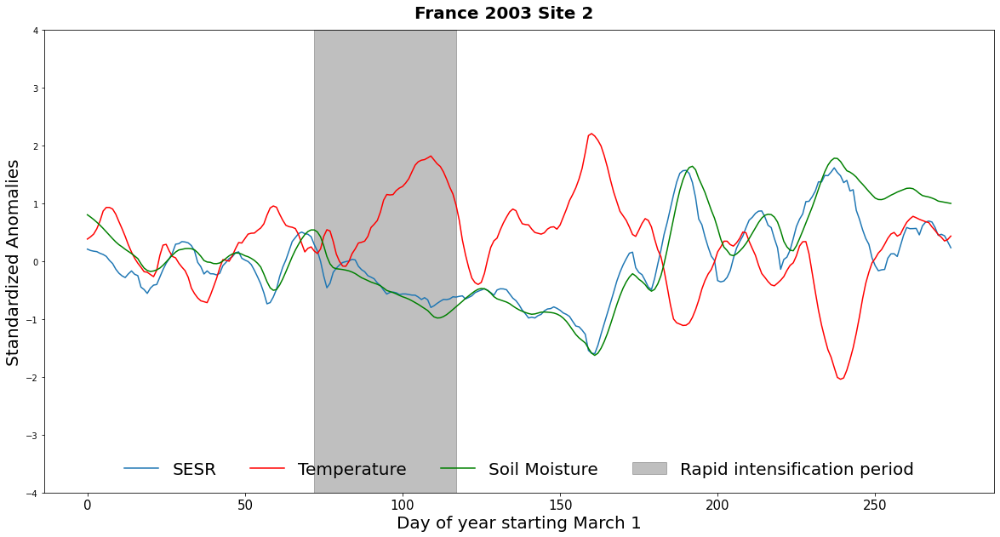 France 2003 Site 2
Standardized Anomalies
4
3
2
1
0
−1
−2
−3
−4
SESR Temperature Soil Moisture Rapid intensification period
0 50 100 150 200 250
Day of year starting March 1